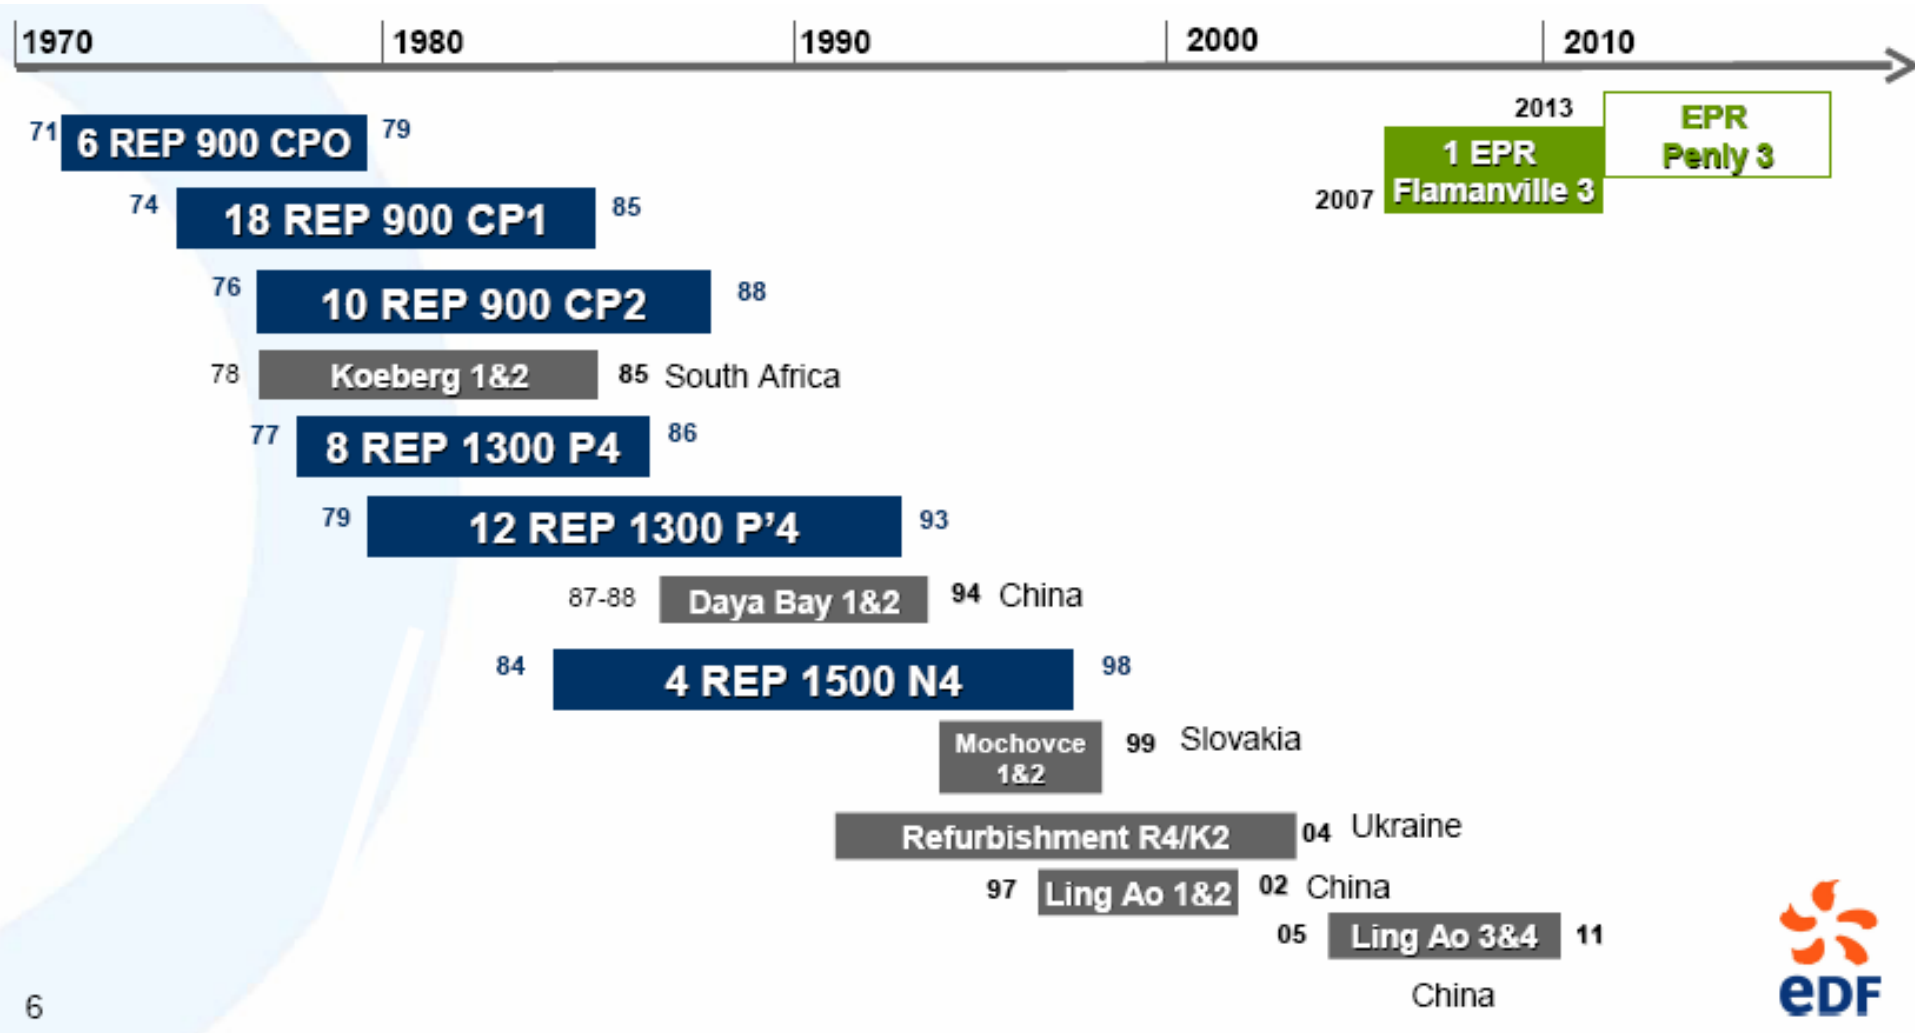 1970 1980 1990 2000 2010
2013
EPR
Penly 3
71 6 REP 900 CPO 79
1 EPR
Flamanville 3
2007
74 18 REP 900 CP1 85
76 10 REP 900 CP2 88
78 Koeberg 1&2 85 South Africa
77 8 REP 1300 P4 86
79 12 REP 1300 P’4 93
87-88 Daya Bay 1&2 94 China
84 4 REP 1500 N4 98
Mochovce
1&2
99 Slovakia
Refurbishment R4/K2 04 Ukraine
97 Ling Ao 1&2 02 China
05 Ling Ao 3&4 11
China
6
eDF